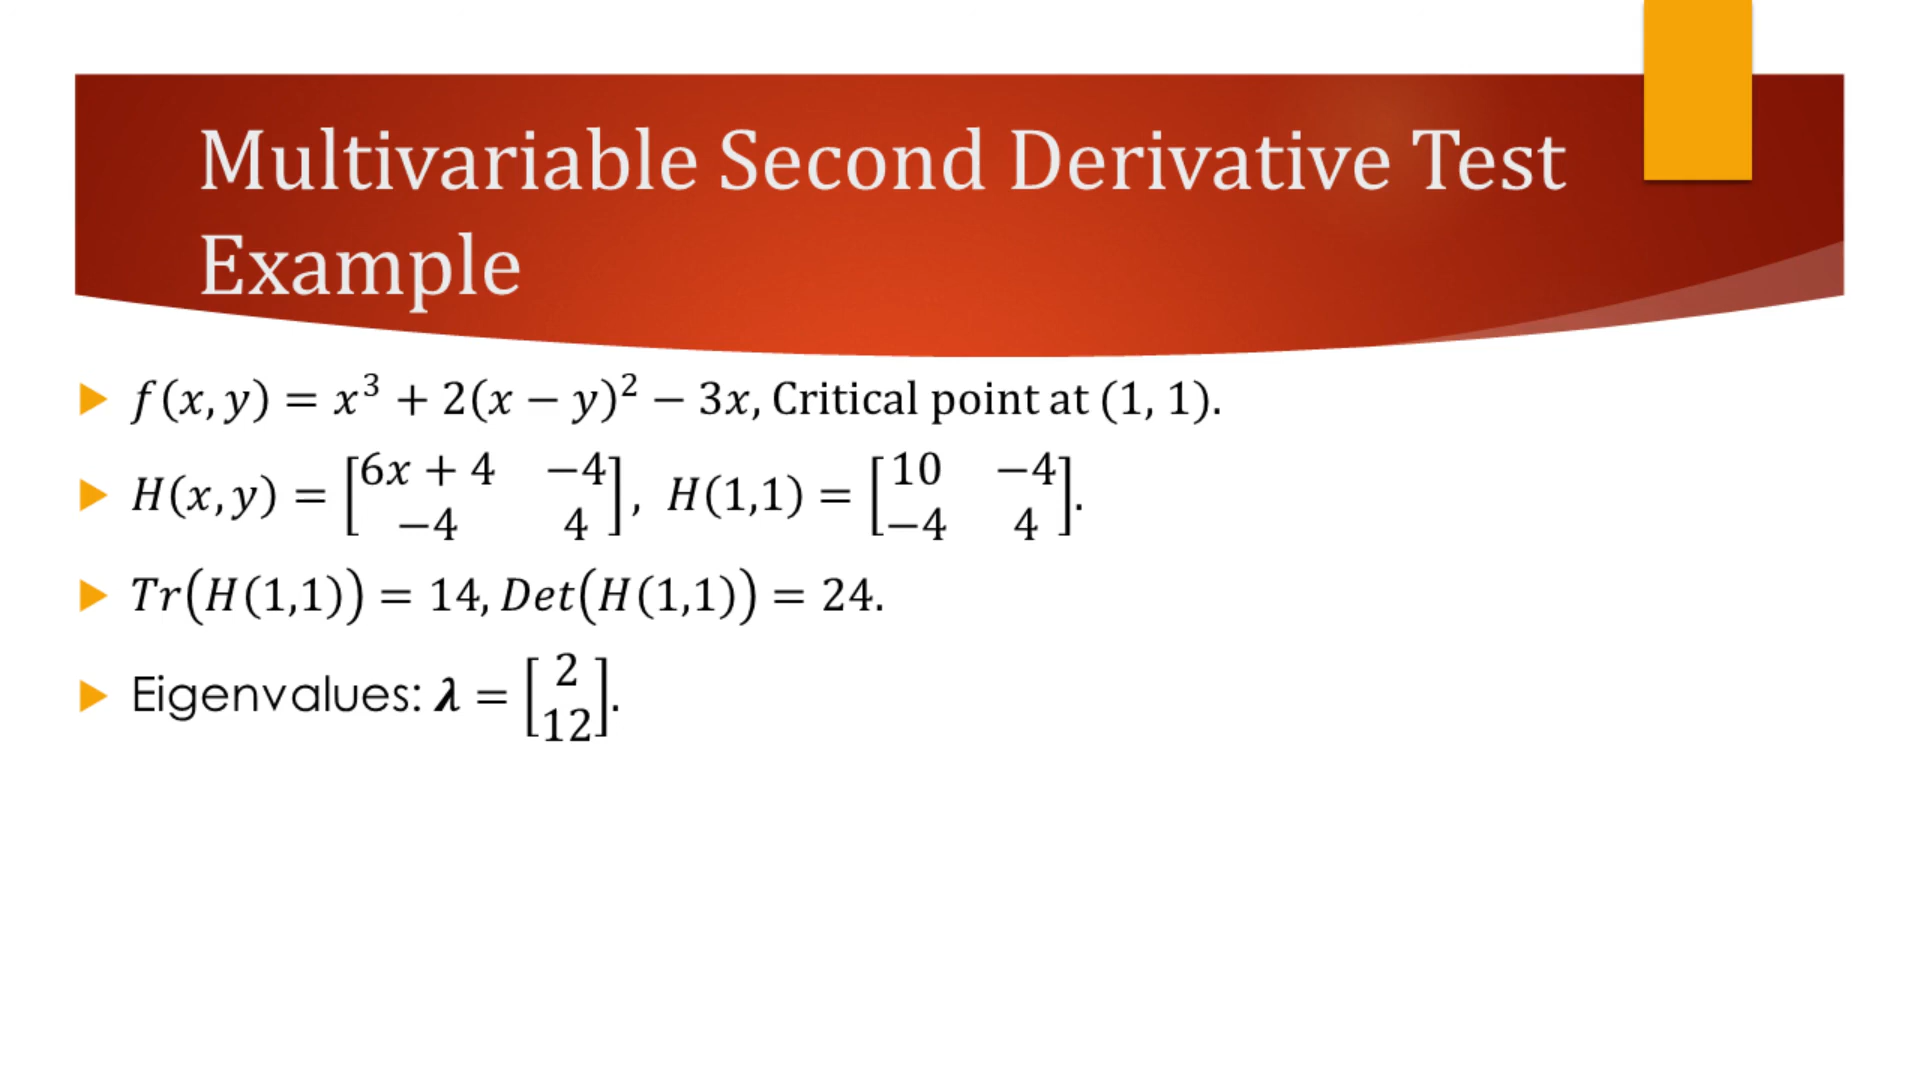 Multivariable Second Derivative Test
Example
f(x, y) = x³ + 2(x − y)² − 3x, Critical point at (1, 1).
H(x, y) = [6x + 4 −4; −4 4], H(1,1) = [10 −4; −4 4].
Tr(H(1,1)) = 14, Det(H(1,1)) = 24.
Eigenvalues: λ = [2; 12].